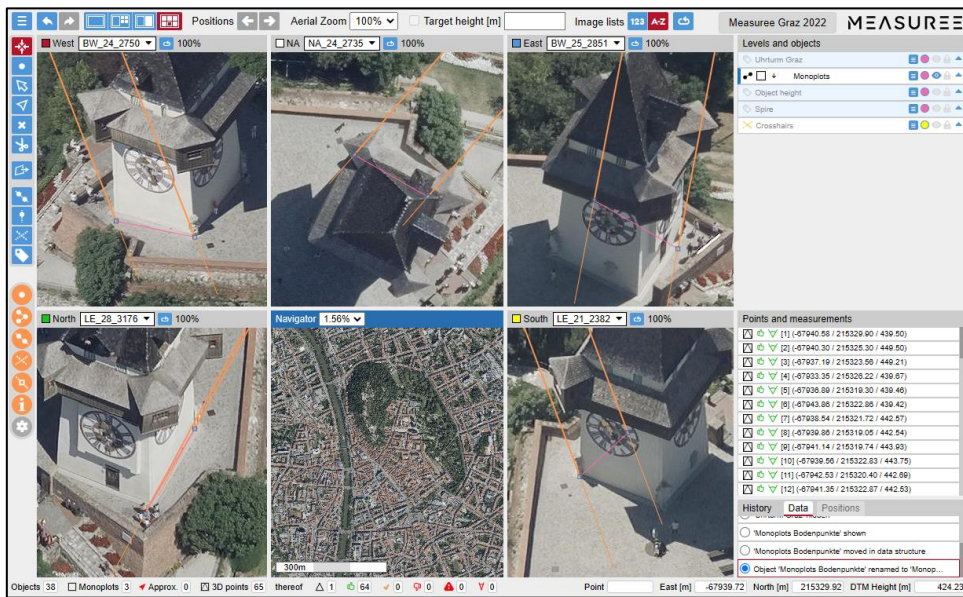 Positions Aerial Zoom 100% Target height [m] Image lists 123 A-Z Measuree Graz 2022 MEASUREE
West BW_24_2750 100% NA NA_24_2735 100% East BW_25_2851 100% Levels and objects
Uhrturm Graz
Monoplots
Object height
Spire
Crosshairs
North LE_28_3176 100% Navigator 1.56% South LE_21_2382 100% Points and measurements
[1] (-67940.58 / 215329.90 / 439.50)
[2] (-67940.30 / 215325.30 / 449.50)
[3] (-67937.19 / 215323.56 / 449.21)
[4] (-67933.35 / 215326.22 / 439.67)
[5] (-67936.89 / 215319.30 / 439.46)
[6] (-67943.86 / 215322.86 / 439.42)
[7] (-67938.54 / 215321.72 / 442.57)
[8] (-67939.86 / 215319.05 / 442.54)
[9] (-67941.14 / 215319.74 / 443.93)
[10] (-67939.56 / 215322.83 / 443.75)
[11] (-67942.53 / 215320.40 / 442.69)
[12] (-67941.35 / 215322.87 / 442.53)
History Data Positions
'Monoplots Bodenpunkte' shown
'Monoplots Bodenpunkte' moved in data structure
Object 'Monoplots Bodenpunkte' renamed to 'Monop...
300m
Objects 38 Monoplots 3 Approx. 0 3D points 65 thereof 1 64 0 0 0 0 Point East [m] -67939.72 North [m] 215329.92 DTM Height [m] 424.23